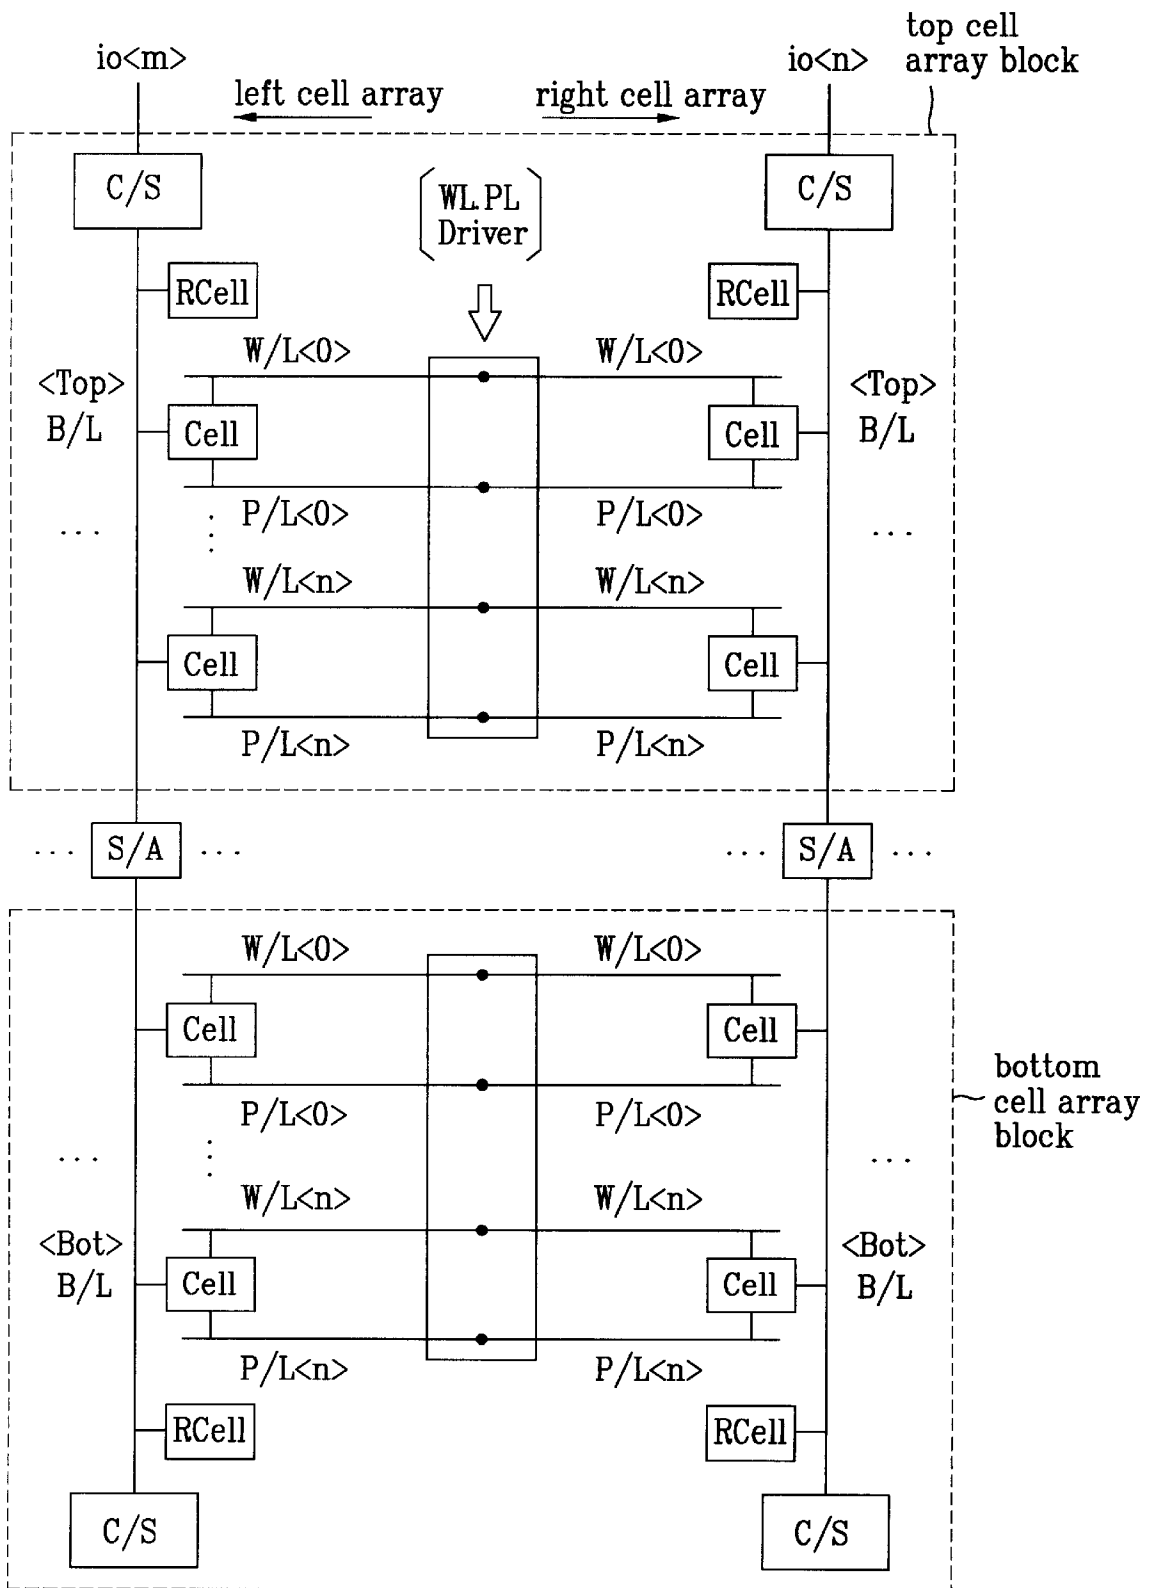 top cell
array block
io<m>
io<n>
left cell array
right cell array
C/S
WL.PL
Driver
C/S
RCell
RCell
W/L<0>
W/L<0>
<Top>
B/L
Cell
Cell
<Top>
B/L
P/L<0>
P/L<0>
...
...
W/L<n>
W/L<n>
Cell
Cell
P/L<n>
P/L<n>
... S/A ...
... S/A ...
W/L<0>
W/L<0>
Cell
Cell
bottom
cell array
block
P/L<0>
P/L<0>
...
...
W/L<n>
W/L<n>
<Bot>
B/L
Cell
Cell
<Bot>
B/L
P/L<n>
P/L<n>
RCell
RCell
C/S
C/S